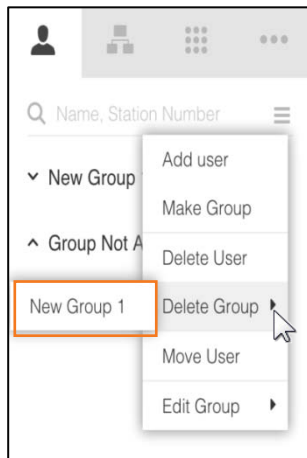 Name, Station Number
New Group
Group Not A
Add user
Make Group
Delete User
Delete Group
Move User
Edit Group
New Group 1